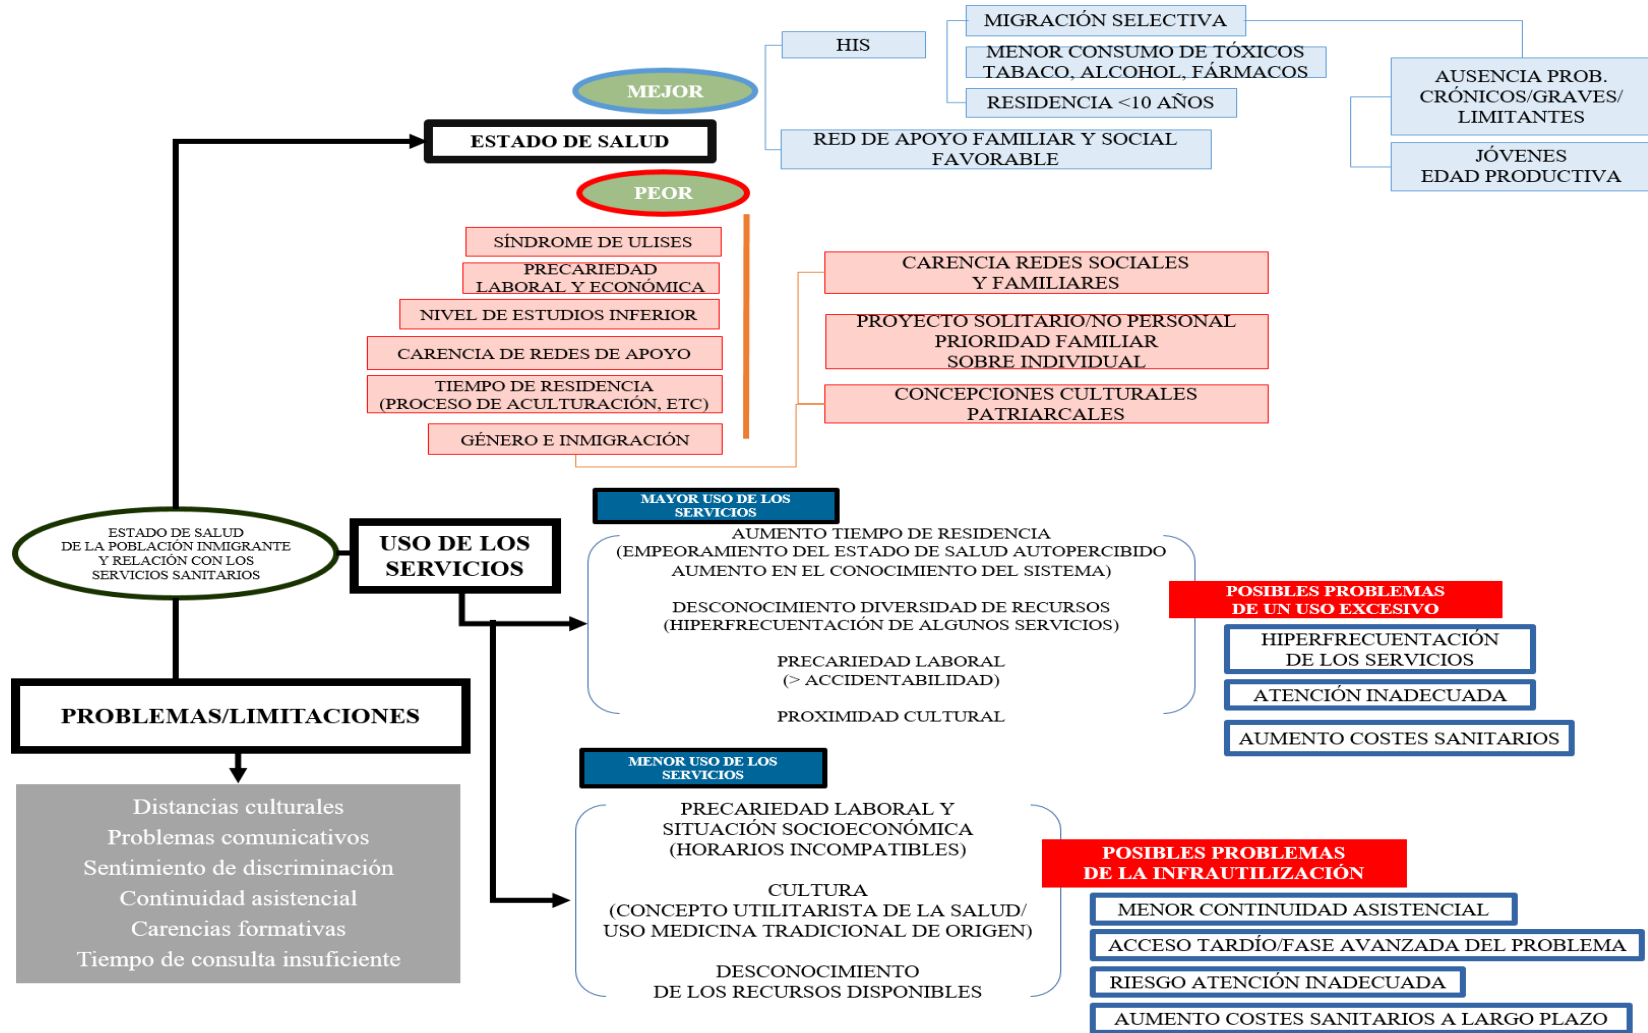 HIS
MIGRACIÓN SELECTIVA
MENOR CONSUMO DE TÓXICOS
TABACO, ALCOHOL, FÁRMACOS
RESIDENCIA <10 AÑOS
AUSENCIA PROB.
CRÓNICOS/GRAVES/
LIMITANTES
JÓVENES
EDAD PRODUCTIVA
MEJOR
ESTADO DE SALUD
RED DE APOYO FAMILIAR Y SOCIAL
FAVORABLE
PEOR
SÍNDROME DE ULISES
PRECARIEDAD
LABORAL Y ECONÓMICA
NIVEL DE ESTUDIOS INFERIOR
CARENCIA DE REDES DE APOYO
TIEMPO DE RESIDENCIA
(PROCESO DE ACULTURACIÓN, ETC)
GÉNERO E INMIGRACIÓN
CARENCIA REDES SOCIALES
Y FAMILIARES
PROYECTO SOLITARIO/NO PERSONAL
PRIORIDAD FAMILIAR
SOBRE INDIVIDUAL
CONCEPCIONES CULTURALES
PATRIARCALES
ESTADO DE SALUD
DE LA POBLACIÓN INMIGRANTE
Y RELACIÓN CON LOS
SERVICIOS SANITARIOS
USO DE LOS
SERVICIOS
MAYOR USO DE LOS
SERVICIOS
AUMENTO TIEMPO DE RESIDENCIA
(EMPEORAMIENTO DEL ESTADO DE SALUD AUTOPERCIBIDO
AUMENTO EN EL CONOCIMIENTO DEL SISTEMA)
DESCONOCIMIENTO DIVERSIDAD DE RECURSOS
(HIPERFRECUENTACIÓN DE ALGUNOS SERVICIOS)
PRECARIEDAD LABORAL
(> ACCIDENTABILIDAD)
PROXIMIDAD CULTURAL
POSIBLES PROBLEMAS
DE UN USO EXCESIVO
HIPERFRECUENTACIÓN
DE LOS SERVICIOS
ATENCIÓN INADECUADA
AUMENTO COSTES SANITARIOS
PROBLEMAS/LIMITACIONES
Distancias culturales
Problemas comunicativos
Sentimiento de discriminación
Continuidad asistencial
Carencias formativas
Tiempo de consulta insuficiente
MENOR USO DE LOS
SERVICIOS
PRECARIEDAD LABORAL Y
SITUACIÓN SOCIOECONÓMICA
(HORARIOS INCOMPATIBLES)
CULTURA
(CONCEPTO UTILITARISTA DE LA SALUD/
USO MEDICINA TRADICIONAL DE ORIGEN)
DESCONOCIMIENTO
DE LOS RECURSOS DISPONIBLES
POSIBLES PROBLEMAS
DE LA INFRAUTILIZACIÓN
MENOR CONTINUIDAD ASISTENCIAL
ACCESO TARDÍO/FASE AVANZADA DEL PROBLEMA
RIESGO ATENCIÓN INADECUADA
AUMENTO COSTES SANITARIOS A LARGO PLAZO